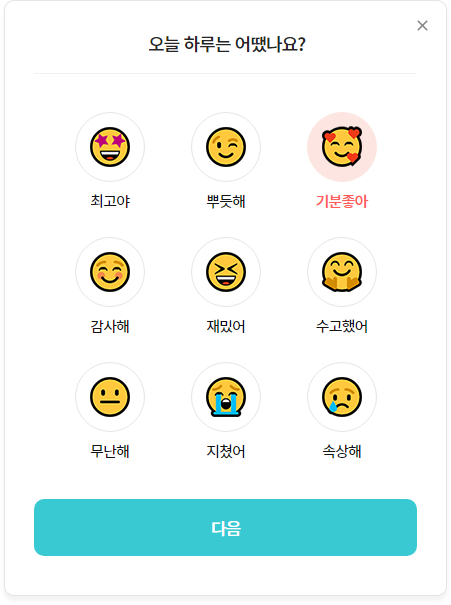 오늘 하루는 어땠나요?
최고야 뿌듯해 기분좋아
감사해 재밌어 수고했어
무난해 지쳤어 속상해
다음